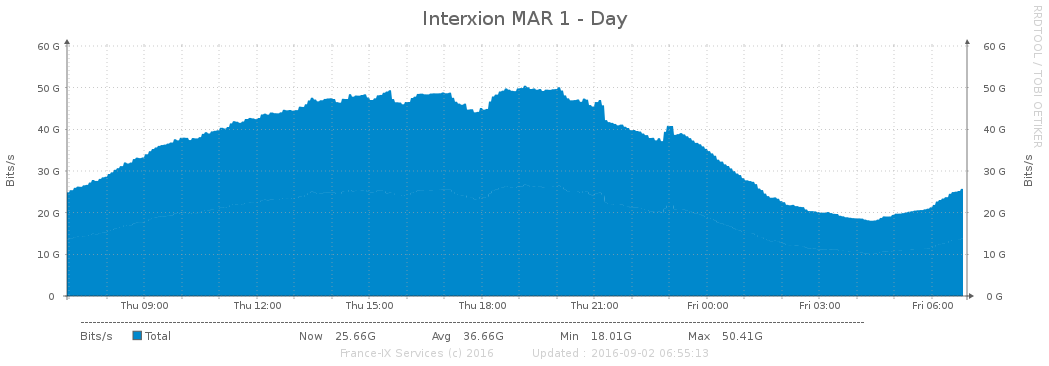 Interxion MAR 1 - Day
RRDTOOL / TOBI OETIKER
Bits/s
60 G 60 G
50 G 50 G
40 G 40 G
30 G 30 G
20 G 20 G
10 G 10 G
0 0 G
Bits/s
Thu 09:00 Thu 12:00 Thu 15:00 Thu 18:00 Thu 21:00 Fri 00:00 Fri 03:00 Fri 06:00
Bits/s Total Now 25.66G Avg 36.66G Min 18.01G Max 50.41G
France-IX Services (c) 2016 Updated : 2016-09-02 06:55:13